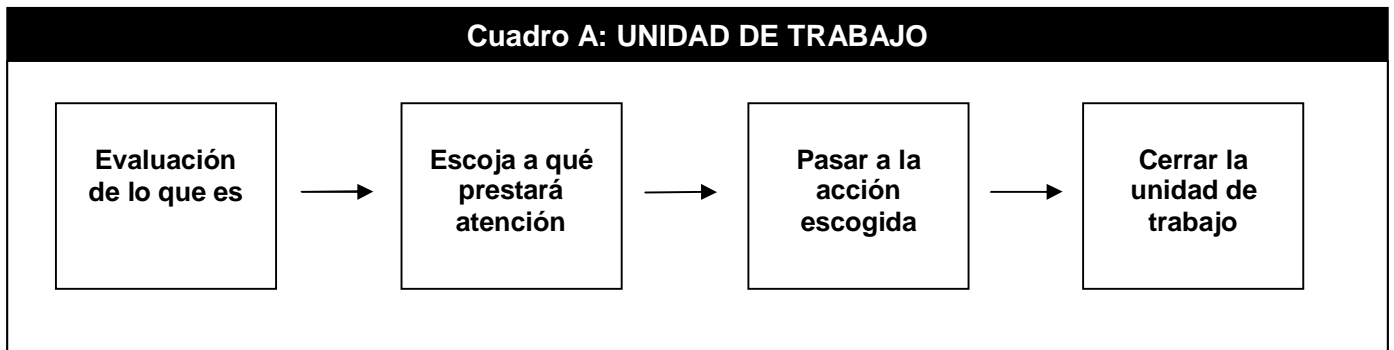 Cuadro A: UNIDAD DE TRABAJO
Evaluación
de lo que es
Escoja a qué
prestará
atención
Pasar a la
acción
escogida
Cerrar la
unidad de
trabajo